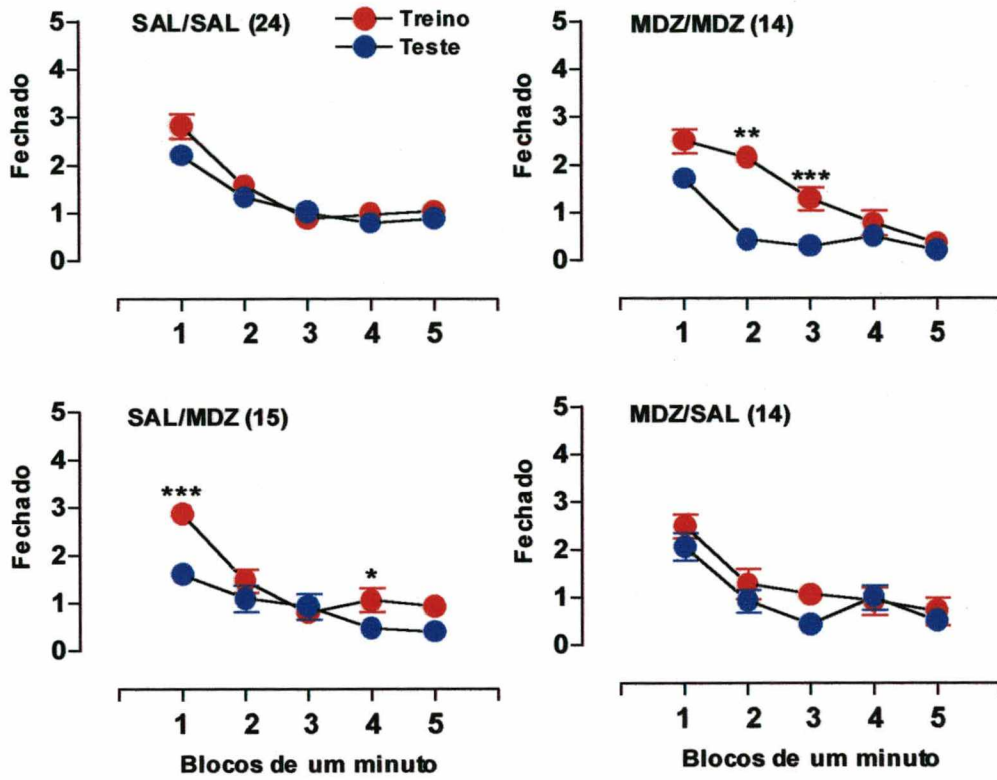 SAL/SAL (24)
Treino
Teste
Fechado
5
4
3
2
1
0
1 2 3 4 5
MDZ/MDZ (14)
Fechado
5
4
3
2
1
0
**
***
1 2 3 4 5
SAL/MDZ (15)
Fechado
5
4
3
2
1
0
***
*
1 2 3 4 5
Blocos de um minuto
MDZ/SAL (14)
Fechado
5
4
3
2
1
0
1 2 3 4 5
Blocos de um minuto